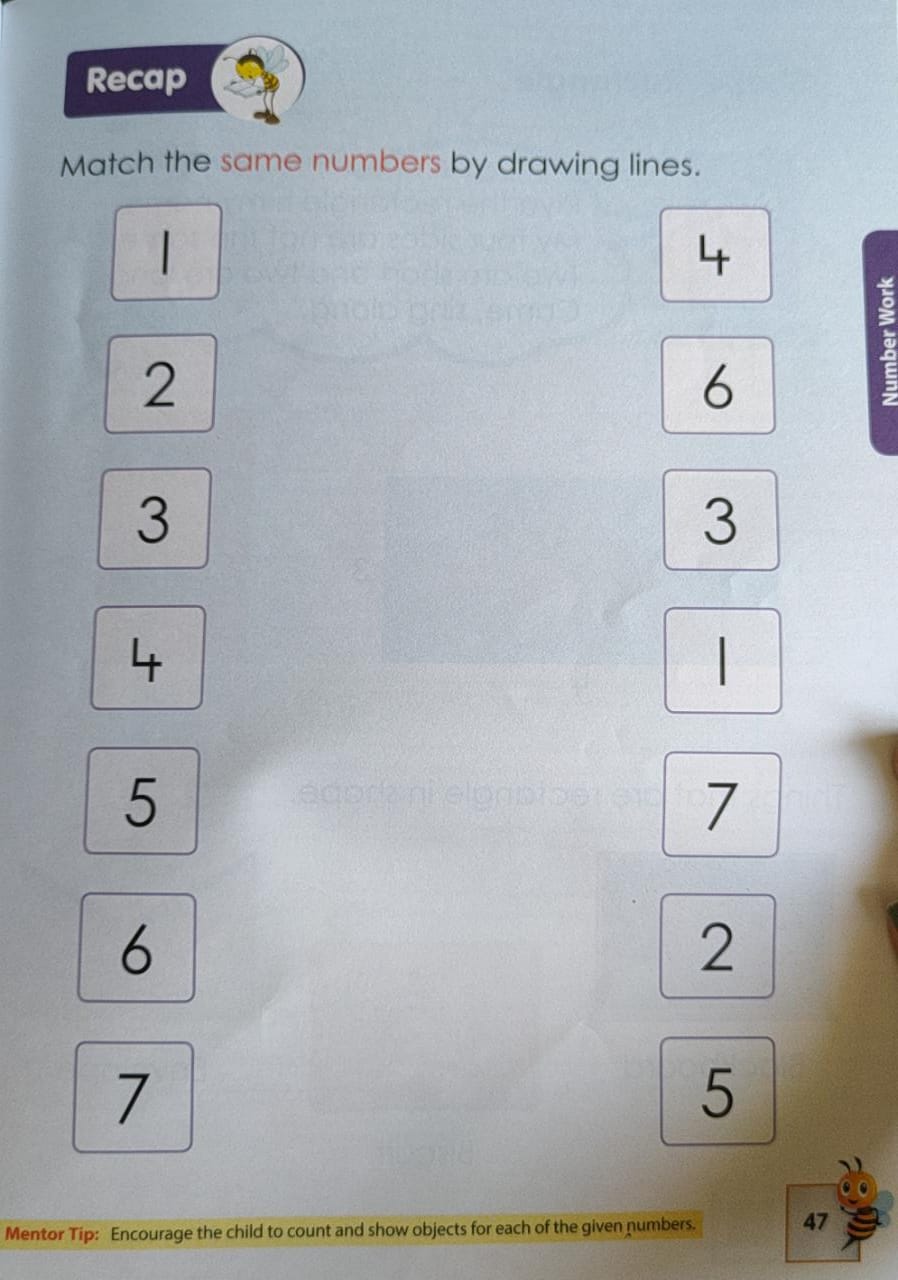 Recap
Match the same numbers by drawing lines.
1 4
2 6
3 3
4 1
5 7
6 2
7 5
Number Work
Mentor Tip: Encourage the child to count and show objects for each of the given numbers.
47